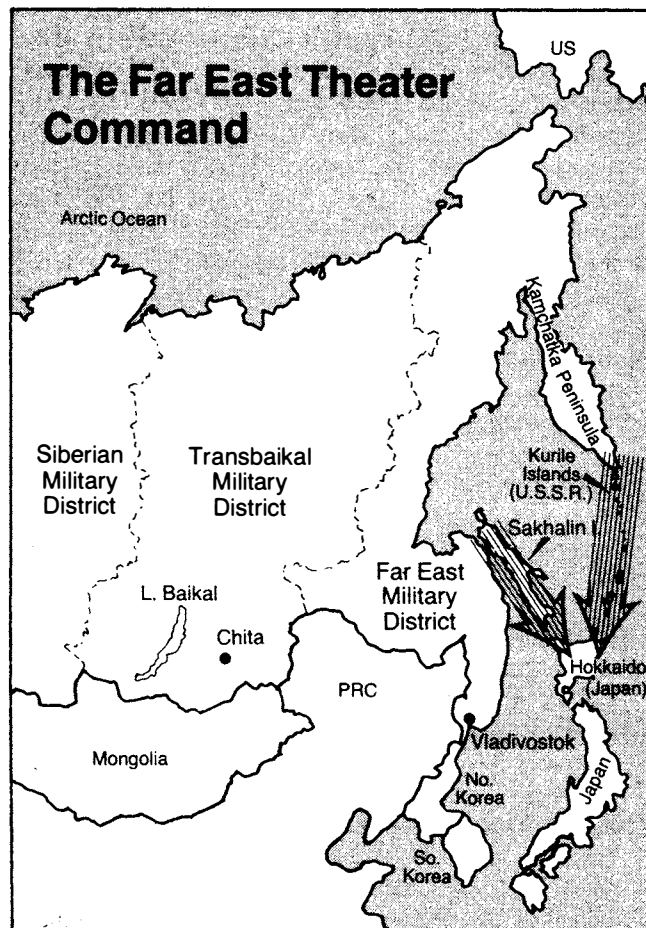 The Far East Theater
Command
US
Arctic Ocean
Kamchatka Peninsula
Siberian
Military
District
Transbaikal
Military
District
Kurile
Islands
(U.S.S.R.)
Sakhalin I.
Far East
Military
District
L. Baikal
Chita
Hokkaido
(Japan)
PRC
Vladivostok
Mongolia
No.
Korea
Japan
So.
Korea